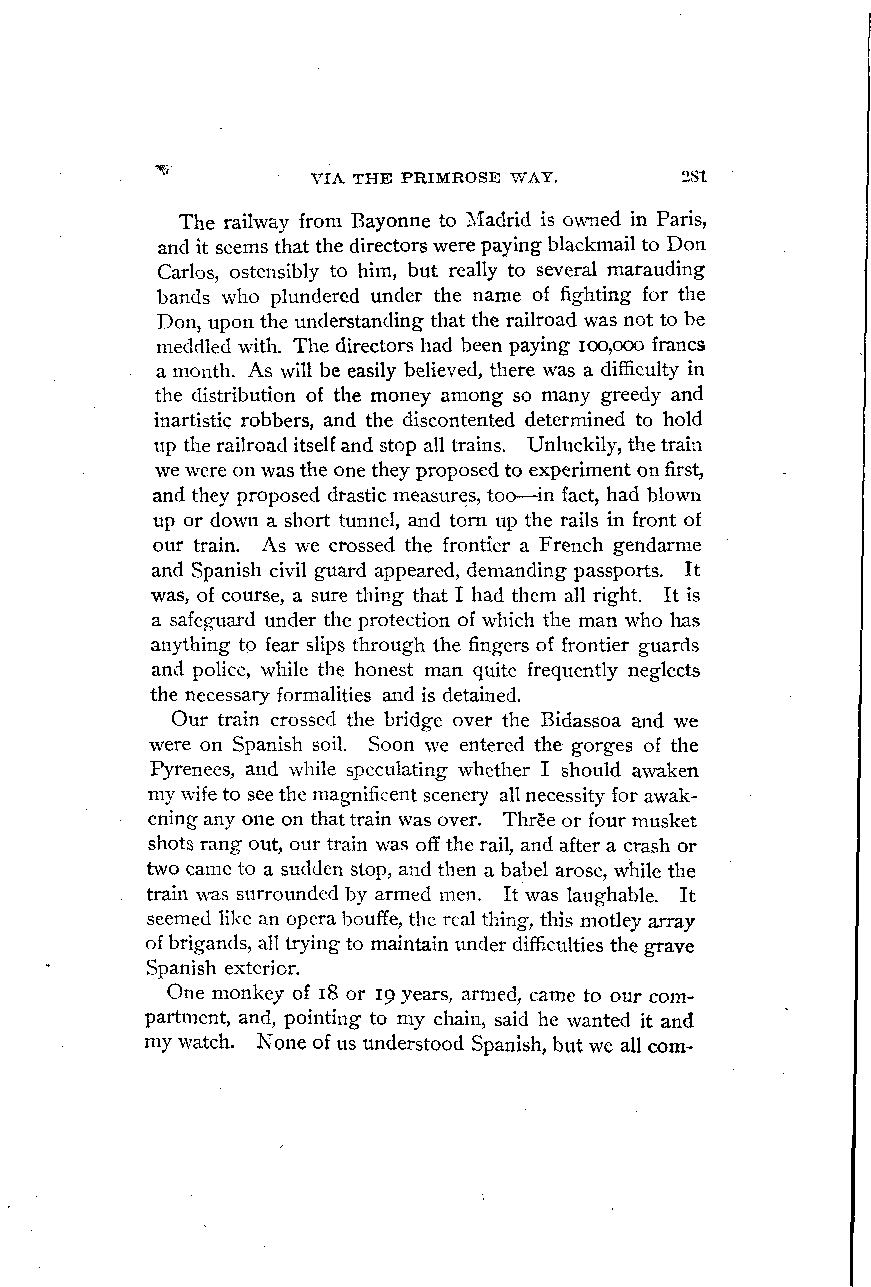 VIA THE PRIMROSE WAY. 281
The railway from Bayonne to Madrid is owned in Paris,
and it seems that the directors were paying blackmail to Don
Carlos, ostensibly to him, but really to several marauding
bands who plundered under the name of fighting for the
Don, upon the understanding that the railroad was not to be
meddled with. The directors had been paying 100,000 francs
a month. As will be easily believed, there was a difficulty in
the distribution of the money among so many greedy and
inartistic robbers, and the discontented determined to hold
up the railroad itself and stop all trains. Unluckily, the train
we were on was the one they proposed to experiment on first,
and they proposed drastic measures, too—in fact, had blown
up or down a short tunnel, and torn up the rails in front of
our train. As we crossed the frontier a French gendarme
and Spanish civil guard appeared, demanding passports. It
was, of course, a sure thing that I had them all right. It is
a safeguard under the protection of which the man who has
anything to fear slips through the fingers of frontier guards
and police, while the honest man quite frequently neglects
the necessary formalities and is detained.
Our train crossed the bridge over the Bidassoa and we
were on Spanish soil. Soon we entered the gorges of the
Pyrenees, and while speculating whether I should awaken
my wife to see the magnificent scenery all necessity for awak-
ening any one on that train was over. Three or four musket
shots rang out, our train was off the rail, and after a crash or
two came to a sudden stop, and then a babel arose, while the
train was surrounded by armed men. It was laughable. It
seemed like an opera bouffe, the real thing, this motley array
of brigands, all trying to maintain under difficulties the grave
Spanish exterior.
One monkey of 18 or 19 years, armed, came to our com-
partment, and, pointing to my chain, said he wanted it and
my watch. None of us understood Spanish, but we all com-